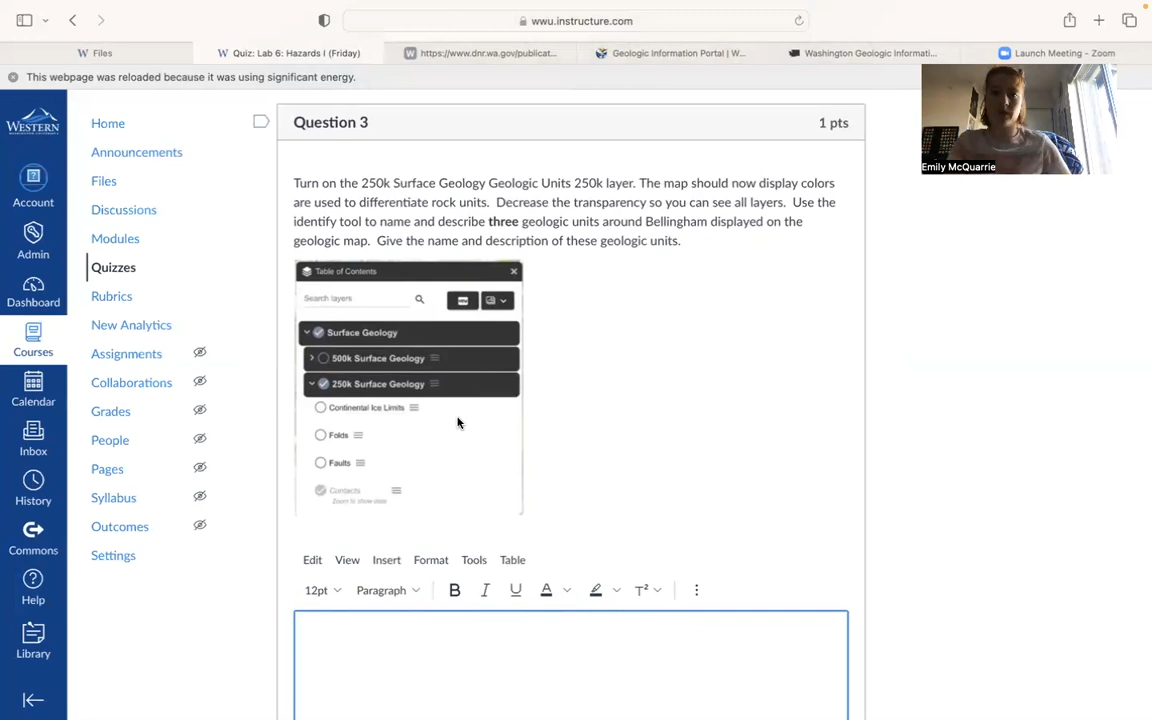 wwu.instructure.com
W Files
W Quiz: Lab 6: Hazards I (Friday)
W https://www.dnr.wa.gov/publicat...
Geologic Information Portal | W...
Washington Geologic Informati...
Launch Meeting - Zoom
This webpage was reloaded because it was using significant energy.
WESTERN
Account
Admin
Dashboard
Courses
Calendar
Inbox
History
Commons
Help
Library
Home
Announcements
Files
Discussions
Modules
Quizzes
Rubrics
New Analytics
Assignments
Collaborations
Grades
People
Pages
Syllabus
Outcomes
Settings
Question 3
1 pts
Turn on the 250k Surface Geology Geologic Units 250k layer. The map should now display colors
are used to differentiate rock units. Decrease the transparency so you can see all layers. Use the
identify tool to name and describe three geologic units around Bellingham displayed on the
geologic map. Give the name and description of these geologic units.
Table of Contents
Search layers
Surface Geology
500k Surface Geology
250k Surface Geology
Continental Ice Limits
Folds
Faults
Contacts
Zoom to show data
Edit View Insert Format Tools Table
12pt Paragraph B I U A T²
Emily McQuarrie